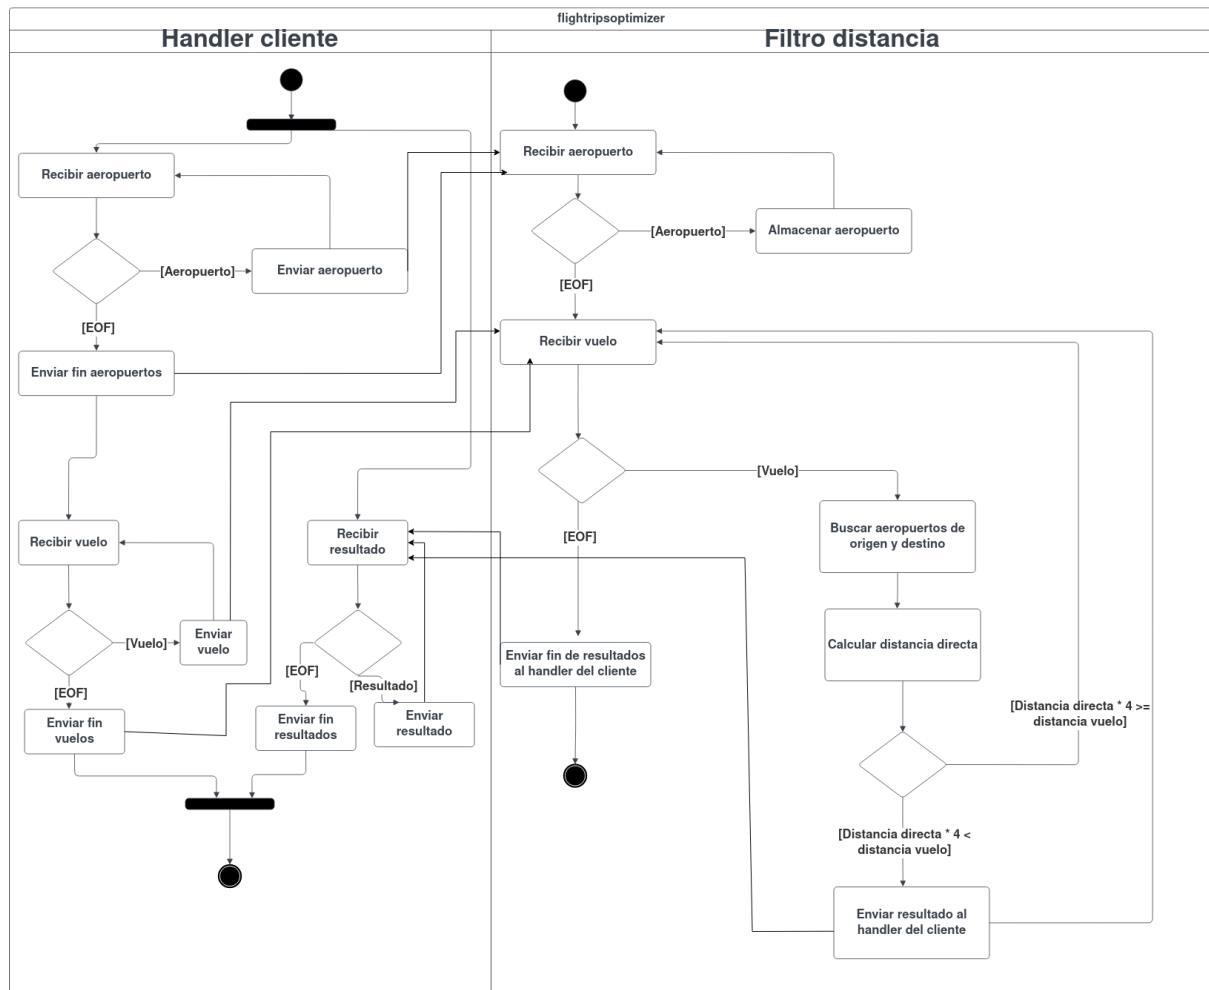 flightripsoptimizer
Handler cliente
Filtro distancia
Recibir aeropuerto
[Aeropuerto]
Enviar aeropuerto
[EOF]
Enviar fin aeropuertos
Recibir vuelo
[Vuelo]
Enviar
vuelo
[EOF]
Enviar fin
vuelos
Recibir
resultado
[EOF]
[Resultado]
Enviar fin
resultados
Enviar
resultado
Recibir aeropuerto
[Aeropuerto]
Almacenar aeropuerto
[EOF]
Recibir vuelo
[Vuelo]
[EOF]
Enviar fin de resultados
al handler del cliente
Buscar aeropuertos de
origen y destino
Calcular distancia directa
[Distancia directa * 4 >=
distancia vuelo]
[Distancia directa * 4 <
distancia vuelo]
Enviar resultado al
handler del cliente